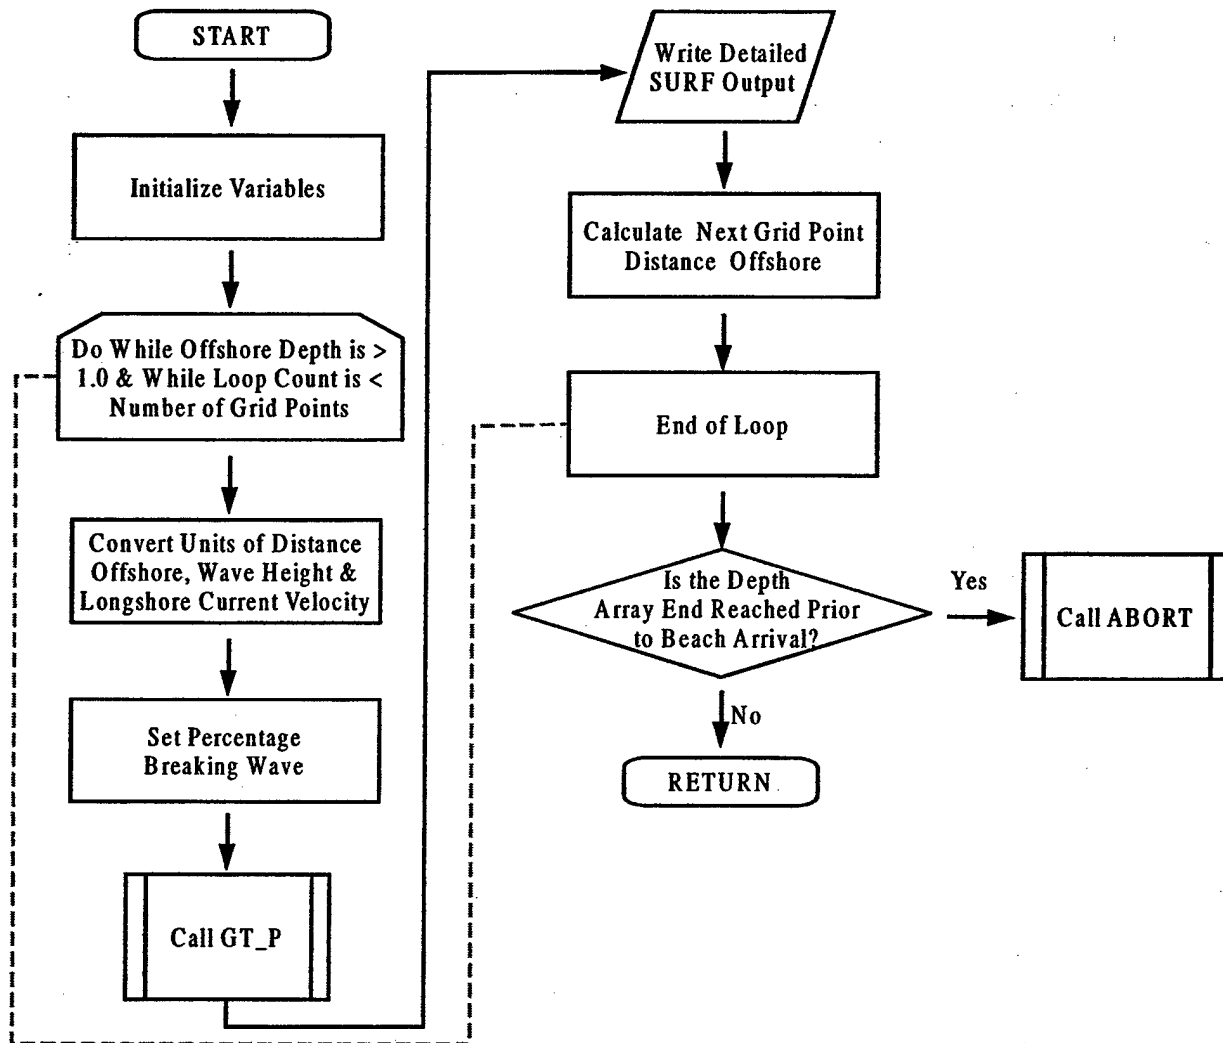 START
Initialize Variables
Do While Offshore Depth is >
1.0 & While Loop Count is <
Number of Grid Points
Convert Units of Distance
Offshore, Wave Height &
Longshore Current Velocity
Set Percentage
Breaking Wave
Call GT_P
Write Detailed
SURF Output
Calculate Next Grid Point
Distance Offshore
End of Loop
Is the Depth
Array End Reached Prior
to Beach Arrival?
Yes
Call ABORT
No
RETURN